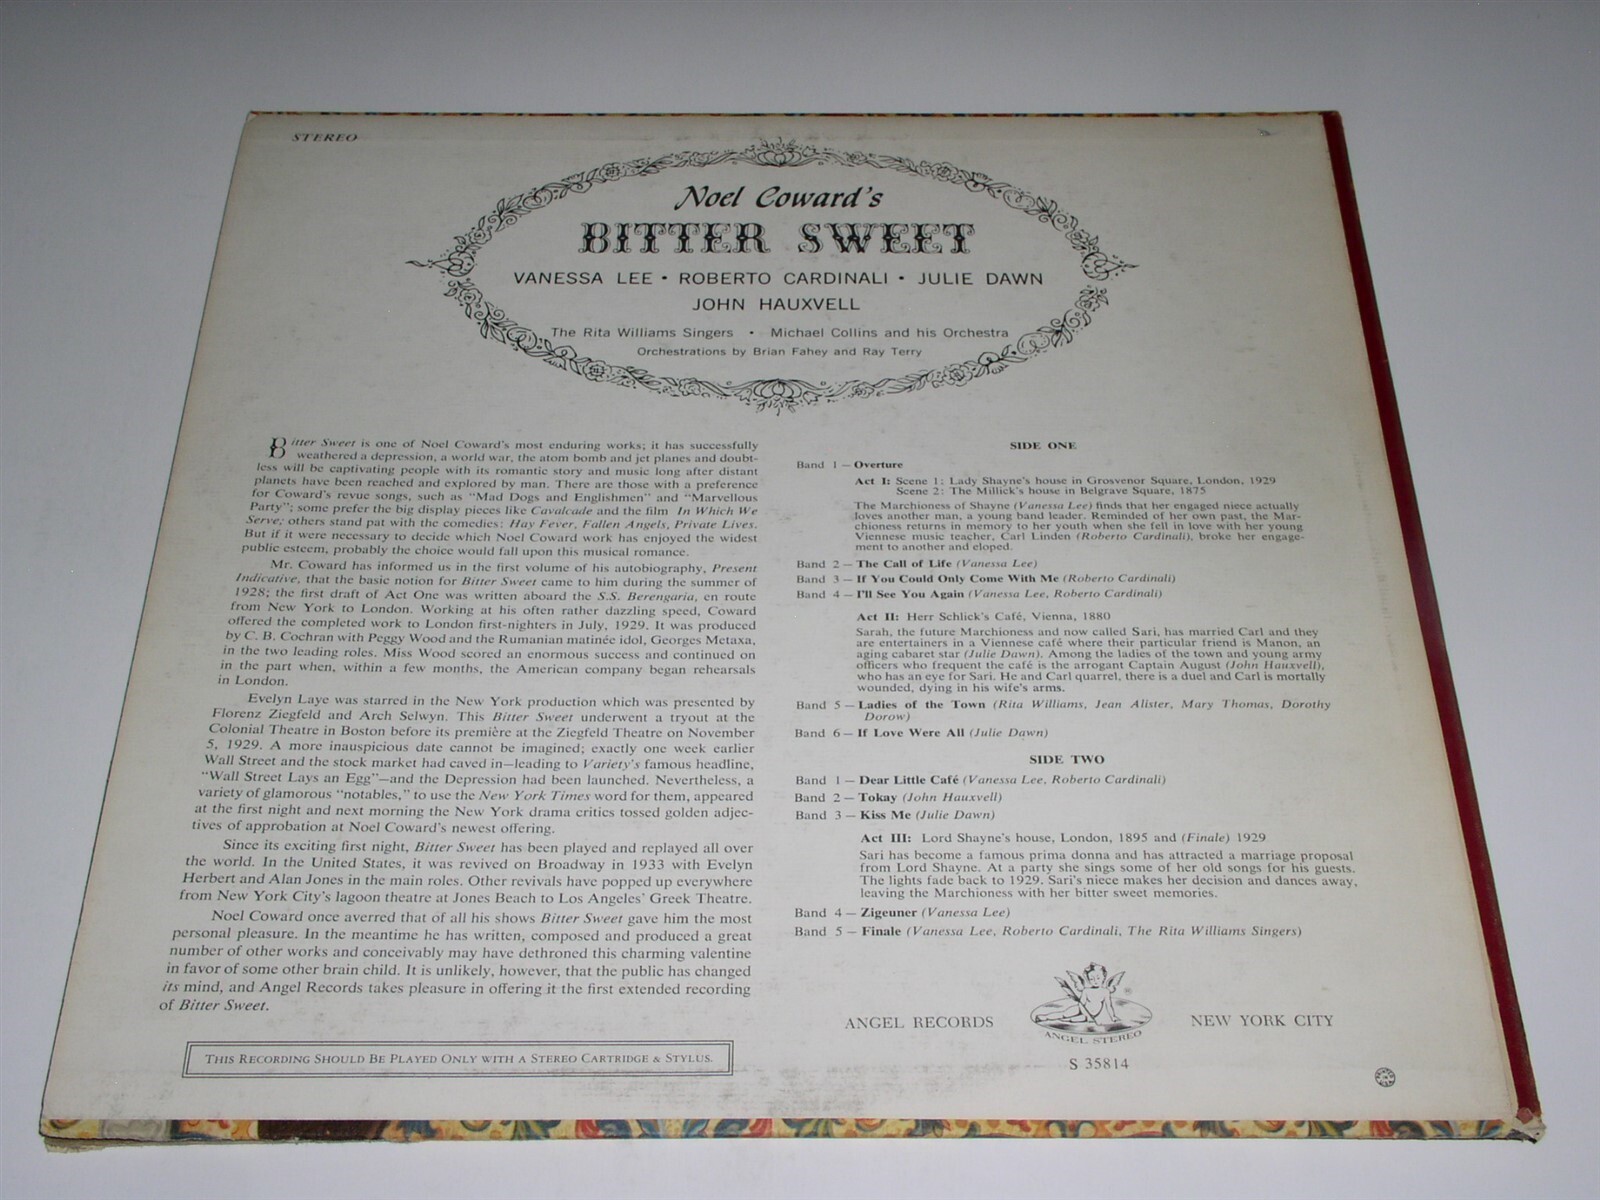 STEREO
Noel Coward's
BITTER SWEET
VANESSA LEE • ROBERTO CARDINALI • JULIE DAWN
JOHN HAUXVELL
The Rita Williams Singers • Michael Collins and his Orchestra
Orchestrations by Brian Fahey and Ray Terry
Bitter Sweet is one of Noel Coward's most enduring works; it has successfully
weathered a depression, a world war, the atom bomb and jet planes and doubt-
less will be captivating people with its romantic story and music long after distant
planets have been reached and explored by man. There are those with a preference
for Coward's revue songs, such as "Mad Dogs and Englishmen" and "Marvellous
Party"; some prefer the big display pieces like Cavalcade and the film In Which We
Serve; others stand pat with the comedies: Hay Fever, Fallen Angels, Private Lives.
But if it were necessary to decide which Noel Coward work has enjoyed the widest
public esteem, probably the choice would fall upon this musical romance.
Mr. Coward has informed us in the first volume of his autobiography, Present
Indicative, that the basic notion for Bitter Sweet came to him during the summer of
1928; the first draft of Act One was written aboard the S.S. Berengaria, en route
from New York to London. Working at his often rather dazzling speed, Coward
offered the completed work to London first-nighters in July, 1929. It was produced
by C. B. Cochran with Peggy Wood and the Rumanian matinée idol, Georges Metaxa,
in the two leading roles. Miss Wood scored an enormous success and continued on
in the part when, within a few months, the American company began rehearsals
in London.
Evelyn Laye was starred in the New York production which was presented by
Florenz Ziegfeld and Arch Selwyn. This Bitter Sweet underwent a tryout at the
Colonial Theatre in Boston before its première at the Ziegfeld Theatre on November
5, 1929. A more inauspicious date cannot be imagined; exactly one week earlier
Wall Street and the stock market had caved in—leading to Variety's famous headline,
"Wall Street Lays an Egg"—and the Depression had been launched. Nevertheless, a
variety of glamorous "notables," to use the New York Times word for them, appeared
at the first night and next morning the New York drama critics tossed golden adjec-
tives of approbation at Noel Coward's newest offering.
Since its exciting first night, Bitter Sweet has been played and replayed all over
the world. In the United States, it was revived on Broadway in 1933 with Evelyn
Herbert and Alan Jones in the main roles. Other revivals have popped up everywhere
from New York City's lagoon theatre at Jones Beach to Los Angeles' Greek Theatre.
Noel Coward once averred that of all his shows Bitter Sweet gave him the most
personal pleasure. In the meantime he has written, composed and produced a great
number of other works and conceivably may have dethroned this charming valentine
in favor of some other brain child. It is unlikely, however, that the public has changed
its mind, and Angel Records takes pleasure in offering it the first extended recording
of Bitter Sweet.
THIS RECORDING SHOULD BE PLAYED ONLY WITH A STEREO CARTRIDGE & STYLUS.
SIDE ONE
Band 1 — Overture
Act I: Scene 1: Lady Shayne's house in Grosvenor Square, London, 1929
Scene 2: The Millick's house in Belgrave Square, 1875
The Marchioness of Shayne (Vanessa Lee) finds that her engaged niece actually
loves another man, a young band leader. Reminded of her own past, the Mar-
chioness returns in memory to her youth when she fell in love with her young
Viennese music teacher, Carl Linden (Roberto Cardinali), broke her engage-
ment to another and eloped.
Band 2 — The Call of Life (Vanessa Lee)
Band 3 — If You Could Only Come With Me (Roberto Cardinali)
Band 4 — I'll See You Again (Vanessa Lee, Roberto Cardinali)
Act II: Herr Schlick's Café, Vienna, 1880
Sarah, the future Marchioness and now called Sari, has married Carl and they
are entertainers in a Viennese café where their particular friend is Manon, an
aging cabaret star (Julie Dawn). Among the ladies of the town and young army
officers who frequent the café is the arrogant Captain August (John Hauxvell),
who has an eye for Sari. He and Carl quarrel, there is a duel and Carl is mortally
wounded, dying in his wife's arms.
Band 5 — Ladies of the Town (Rita Williams, Jean Alister, Mary Thomas, Dorothy
Dorow)
Band 6 — If Love Were All (Julie Dawn)
SIDE TWO
Band 1 — Dear Little Café (Vanessa Lee, Roberto Cardinali)
Band 2 — Tokay (John Hauxvell)
Band 3 — Kiss Me (Julie Dawn)
Act III: Lord Shayne's house, London, 1895 and (Finale) 1929
Sari has become a famous prima donna and has attracted a marriage proposal
from Lord Shayne. At a party she sings some of her old songs for his guests.
The lights fade back to 1929. Sari's niece makes her decision and dances away,
leaving the Marchioness with her bitter sweet memories.
Band 4 — Zigeuner (Vanessa Lee)
Band 5 — Finale (Vanessa Lee, Roberto Cardinali, The Rita Williams Singers)
ANGEL RECORDS
ANGEL STEREO
®
NEW YORK CITY
S 35814